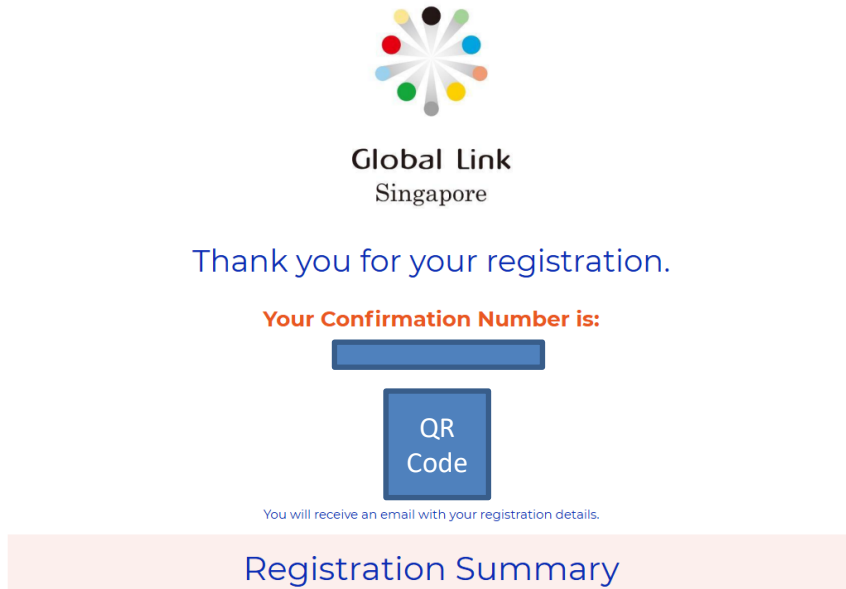 Global Link
Singapore
Thank you for your registration.
Your Confirmation Number is:
QR
Code
You will receive an email with your registration details.
Registration Summary